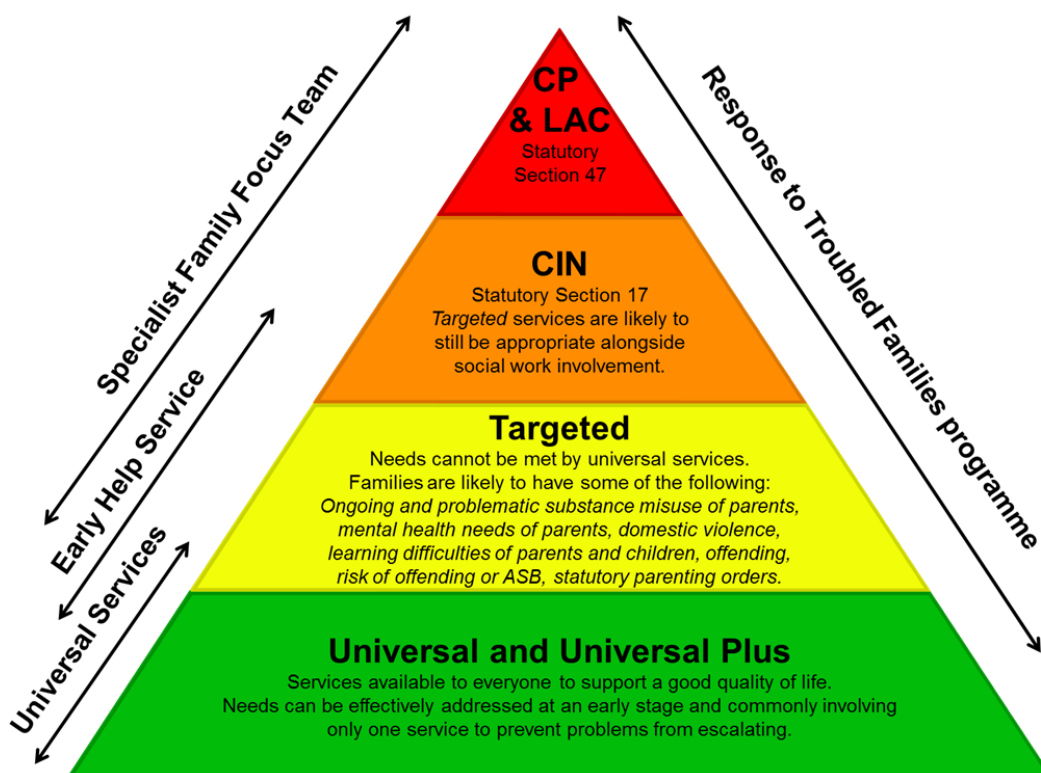 CP
& LAC
Statutory
Section 47
CIN
Statutory Section 17
Targeted services are likely to
still be appropriate alongside
social work involvement.
Targeted
Needs cannot be met by universal services.
Families are likely to have some of the following:
Ongoing and problematic substance misuse of parents,
mental health needs of parents, domestic violence,
learning difficulties of parents and children, offending,
risk of offending or ASB, statutory parenting orders.
Universal and Universal Plus
Services available to everyone to support a good quality of life.
Needs can be effectively addressed at an early stage and commonly involving
only one service to prevent problems from escalating.
Specialist Family Focus Team
Early Help Service
Universal Services
Response to Troubled Families programme